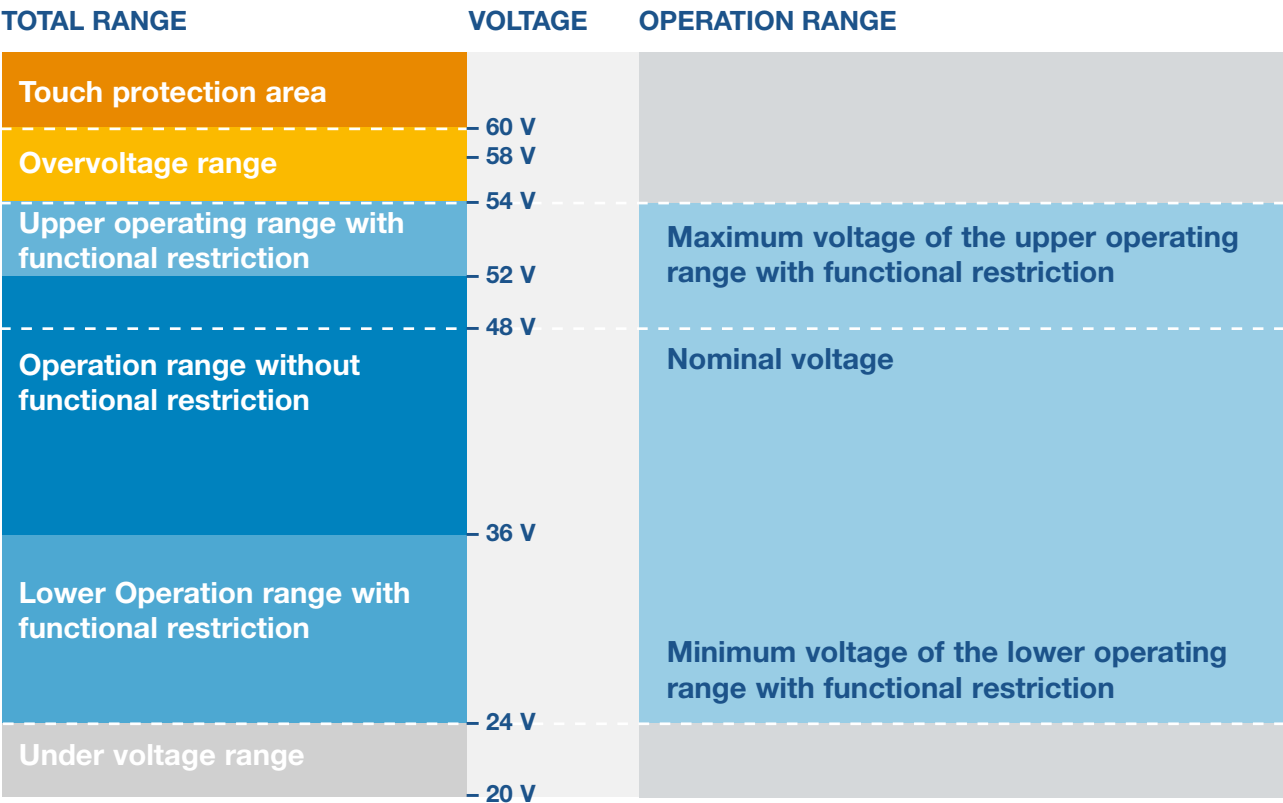 TOTAL RANGE
VOLTAGE
OPERATION RANGE
Touch protection area
60 V
Overvoltage range
58 V
54 V
Upper operating range with
functional restriction
Maximum voltage of the upper operating
range with functional restriction
52 V
48 V
Operation range without
functional restriction
Nominal voltage
36 V
Lower Operation range with
functional restriction
Minimum voltage of the lower operating
range with functional restriction
24 V
Under voltage range
20 V